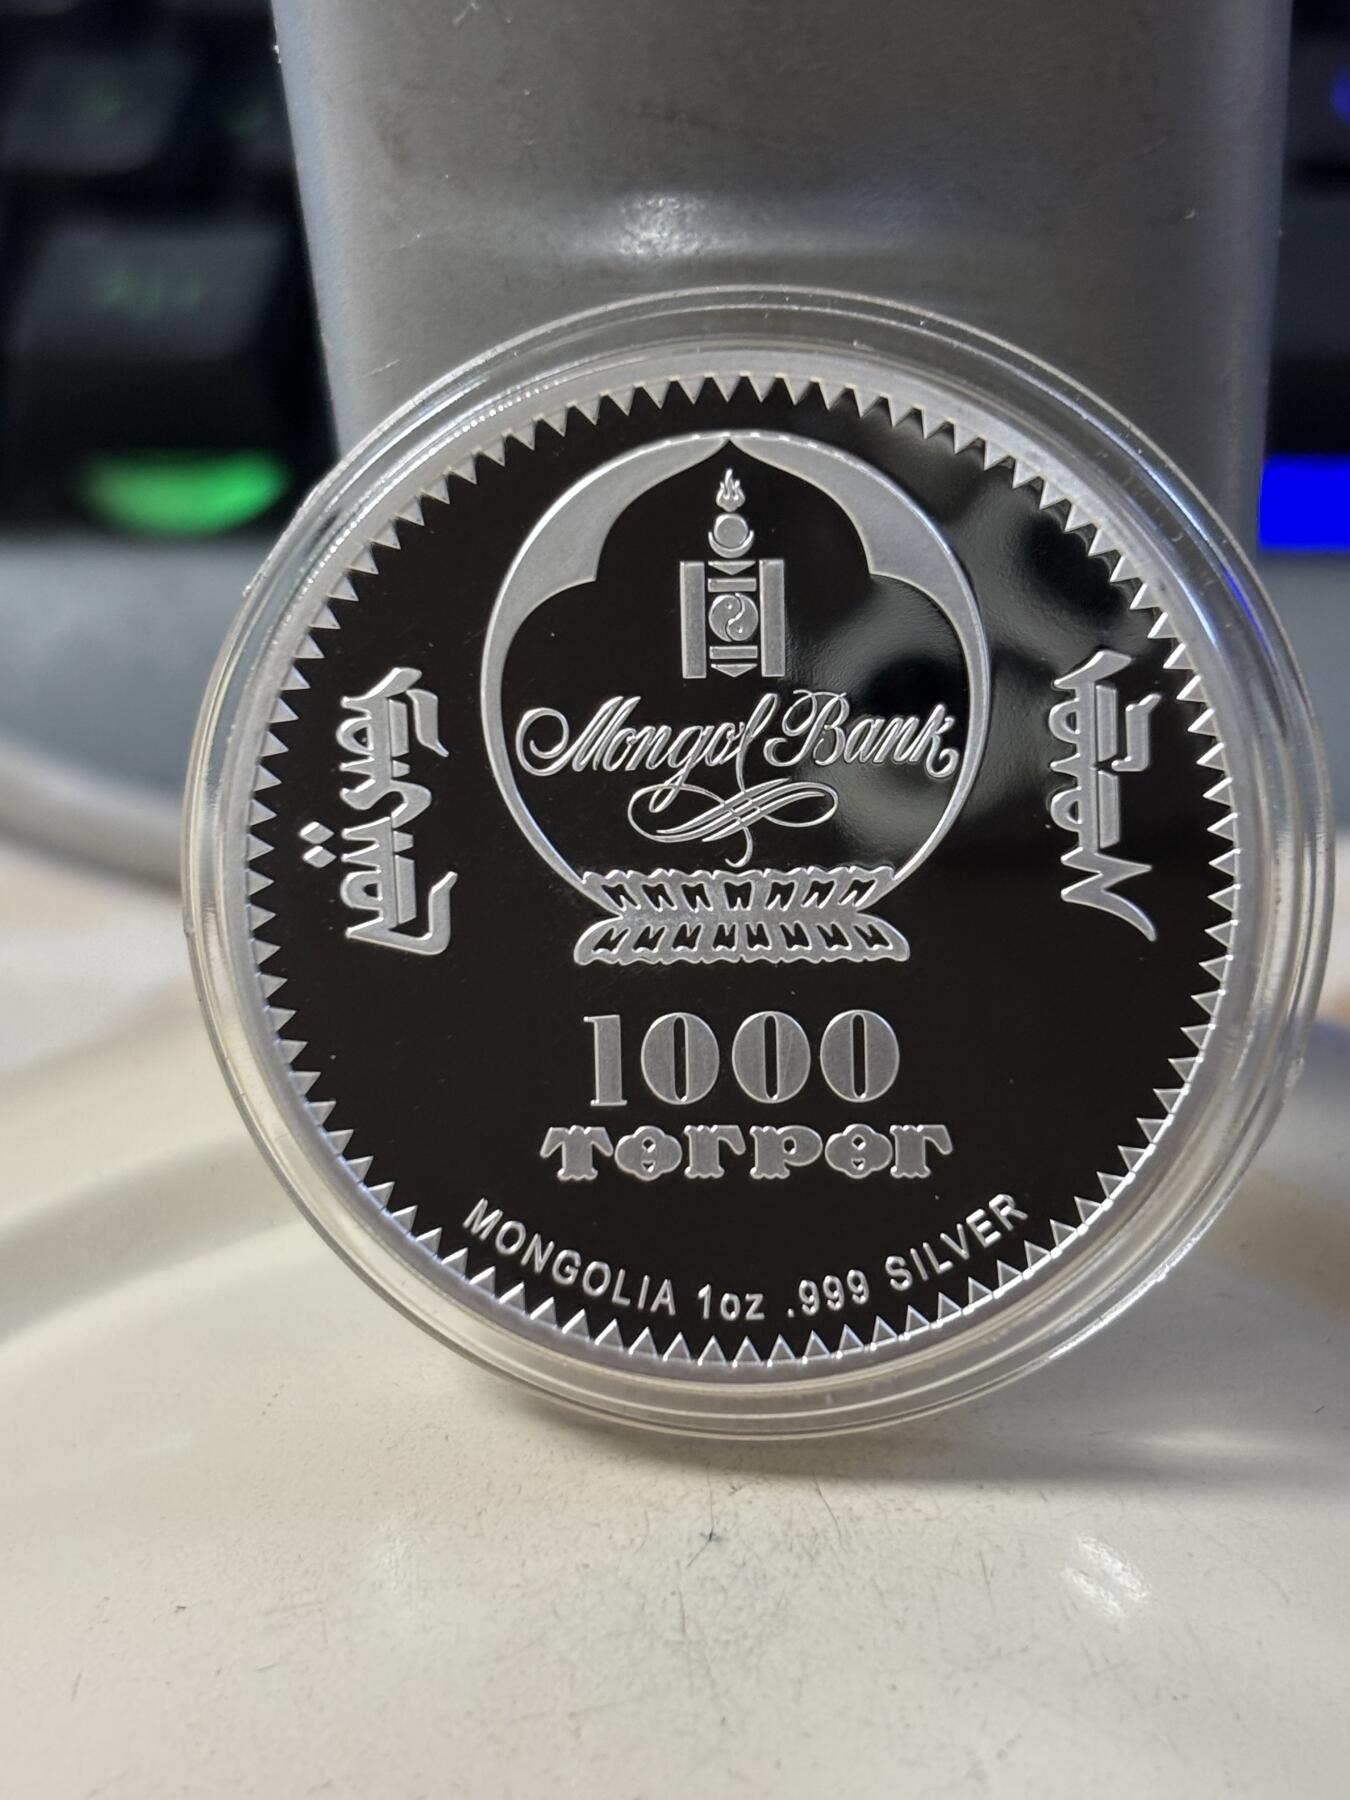 Mongol Bank
1000
төгрөг
MONGOLIA 1oz .999 SILVER